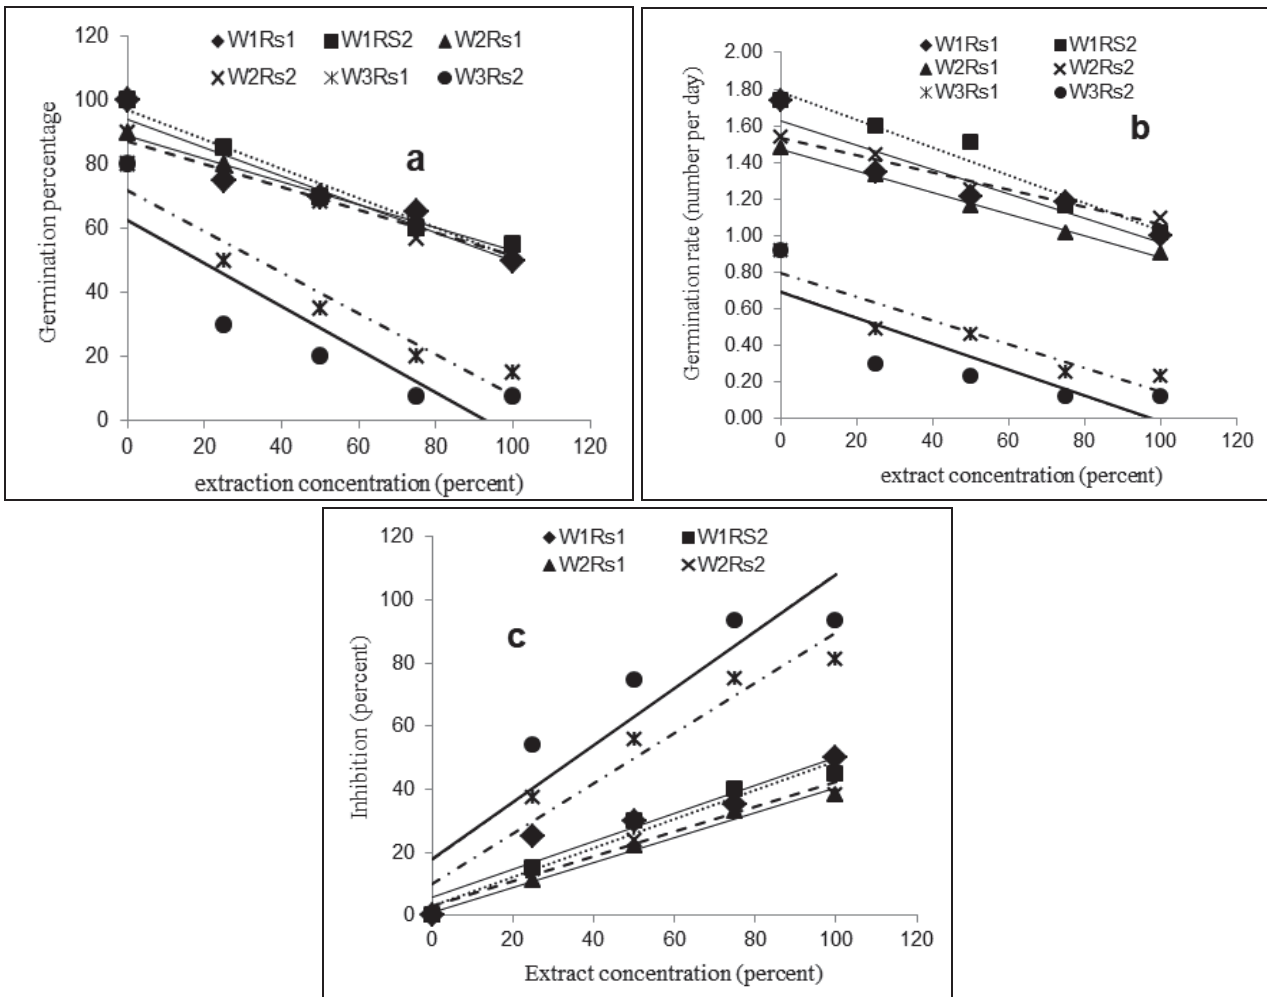 W1Rs1 W1RS2 W2Rs1
W2Rs2 W3Rs1 W3Rs2
120
100
80
60
40
20
0
Germination percentage
a
0 20 40 60 80 100 120
extraction concentration (percent)
W1Rs1 W1RS2
W2Rs1 W2Rs2
W3Rs1 W3Rs2
2.00
1.80
1.60
1.40
1.20
1.00
0.80
0.60
0.40
0.20
0.00
Germination rate (number per day)
b
0 20 40 60 80 100 120
extract concentration (percent)
W1Rs1 W1RS2
W2Rs1 W2Rs2
120
100
80
60
40
20
0
Inhibition (percent)
c
0 20 40 60 80 100 120
Extract concentration (percent)